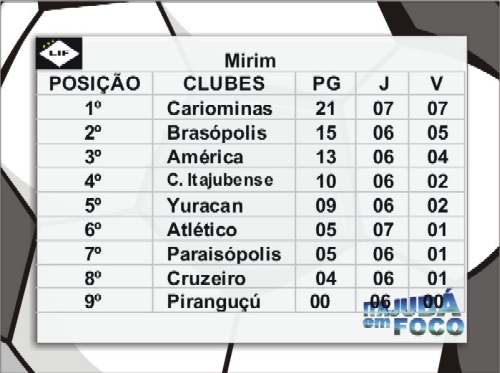 LIF
Mirim
POSIÇÃO CLUBES PG J V
1º Cariominas 21 07 07
2º Brasópolis 15 06 05
3º América 13 06 04
4º C. Itajubense 10 06 02
5º Yuracan 09 06 02
6º Atlético 05 07 01
7º Paraisópolis 05 06 01
8º Cruzeiro 04 06 01
9º Piranguçú 00 06 00
em FOCO